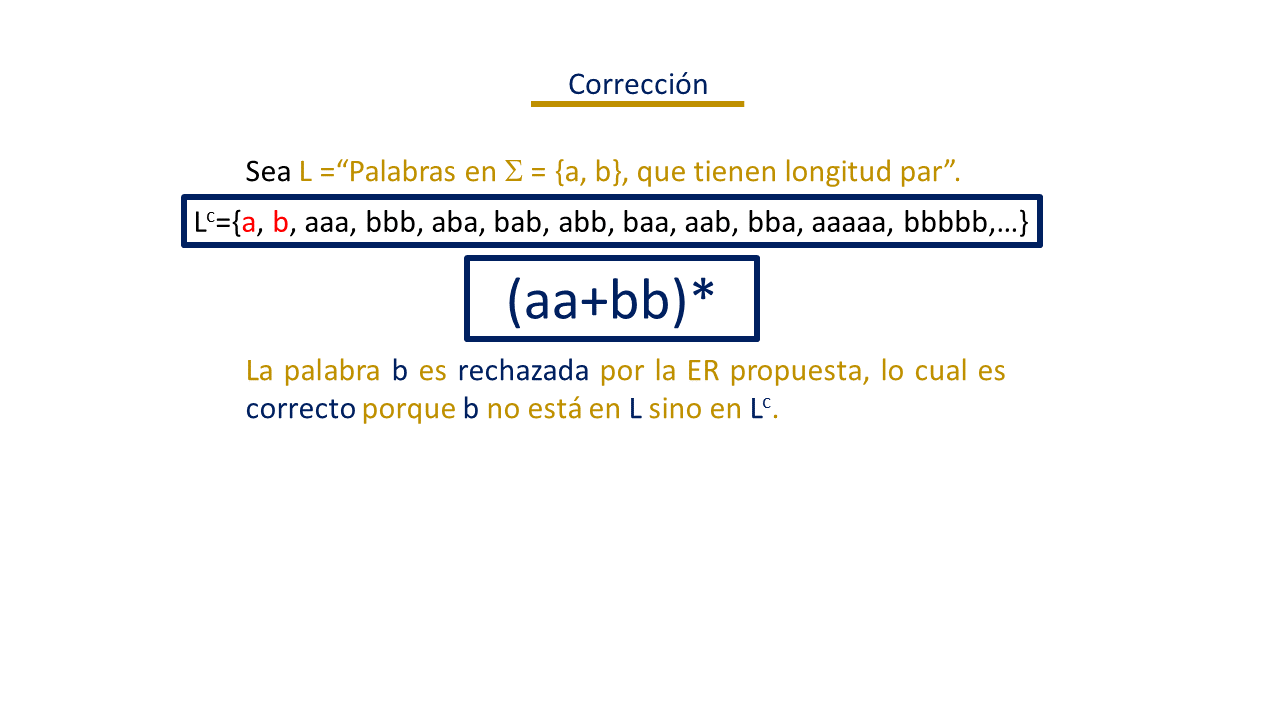 Corrección
Sea L =“Palabras en Σ = {a, b}, que tienen longitud par”.
Lᶜ={a, b, aaa, bbb, aba, bab, abb, baa, aab, bba, aaaaa, bbbbb,...}
(aa+bb)*
La palabra b es rechazada por la ER propuesta, lo cual es
correcto porque b no está en L sino en Lᶜ.